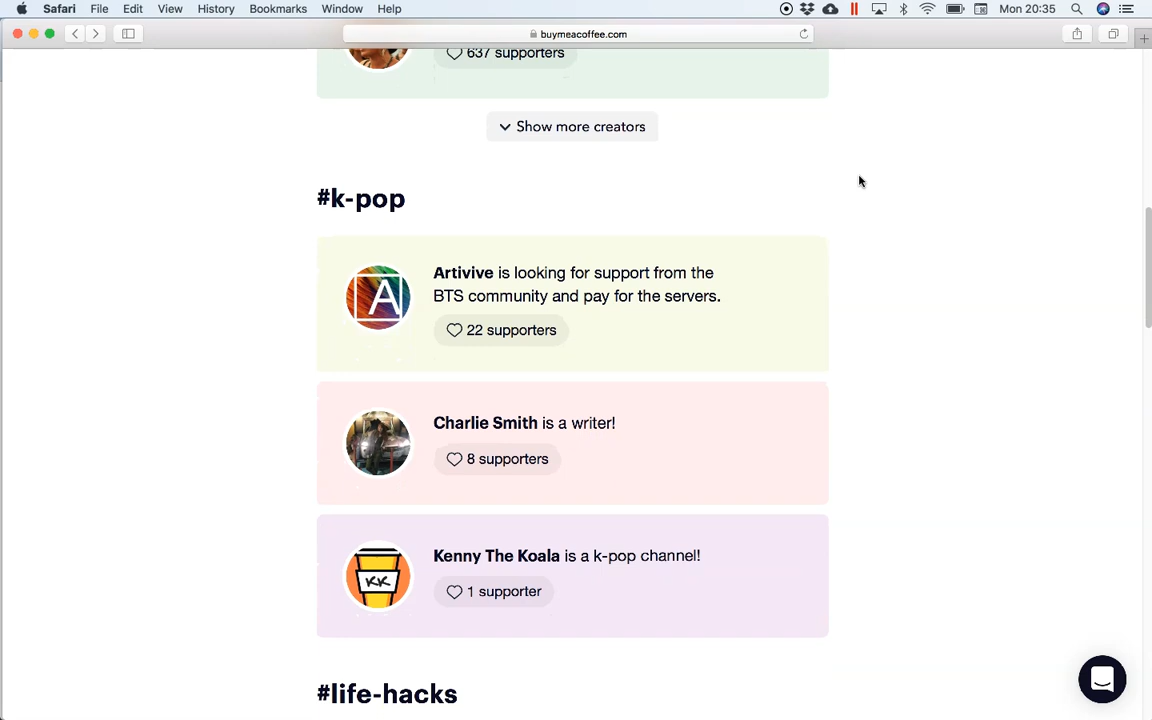 Safari File Edit View History Bookmarks Window Help Mon 20:35
buymeacoffee.com
637 supporters
Show more creators
#k-pop
A
Artivive is looking for support from the
BTS community and pay for the servers.
22 supporters
Charlie Smith is a writer!
8 supporters
KK
Kenny The Koala is a k-pop channel!
1 supporter
#life-hacks